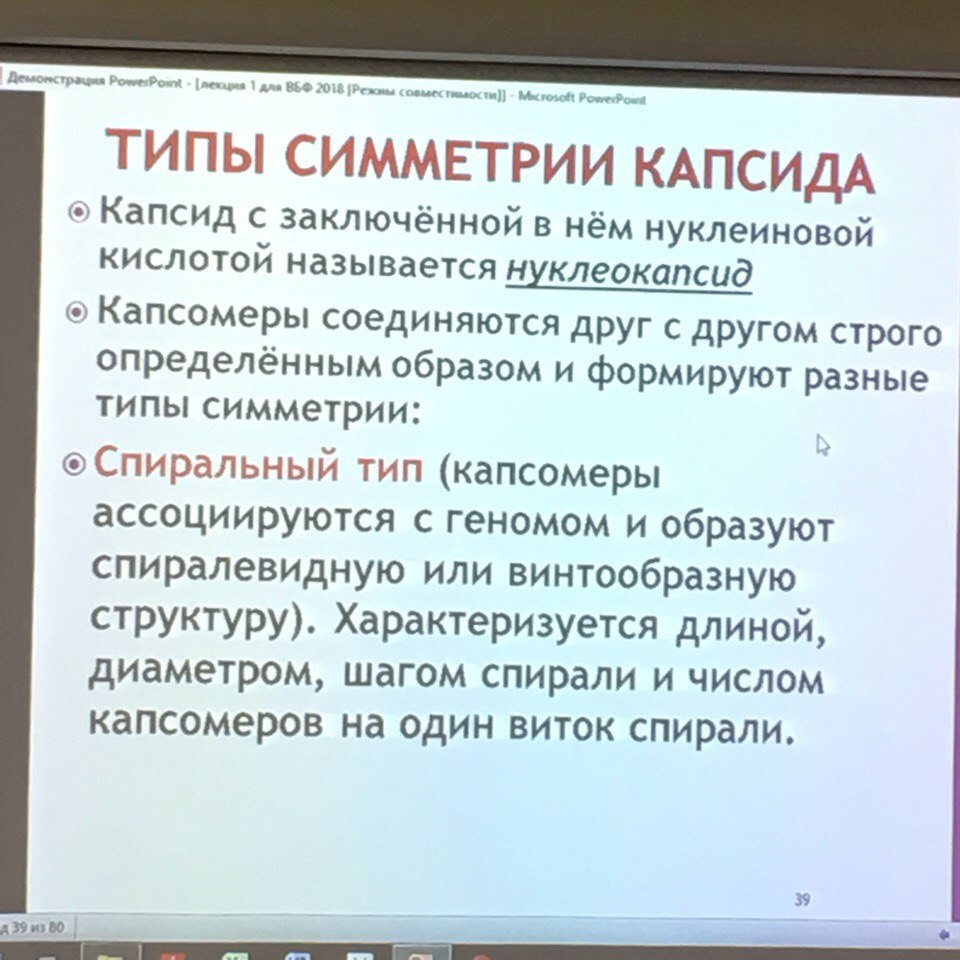 Демонстрация PowerPoint - [лекция 1 для ВБФ 2018 [Режим совместимости]] - Microsoft PowerPoint
ТИПЫ СИММЕТРИИ КАПСИДА
Капсид с заключённой в нём нуклеиновой
кислотой называется нуклеокапсид
Капсомеры соединяются друг с другом строго
определённым образом и формируют разные
типы симметрии:
Спиральный тип (капсомеры
ассоциируются с геномом и образуют
спиралевидную или винтообразную
структуру). Характеризуется длиной,
диаметром, шагом спирали и числом
капсомеров на один виток спирали.
39
д 39 из 80